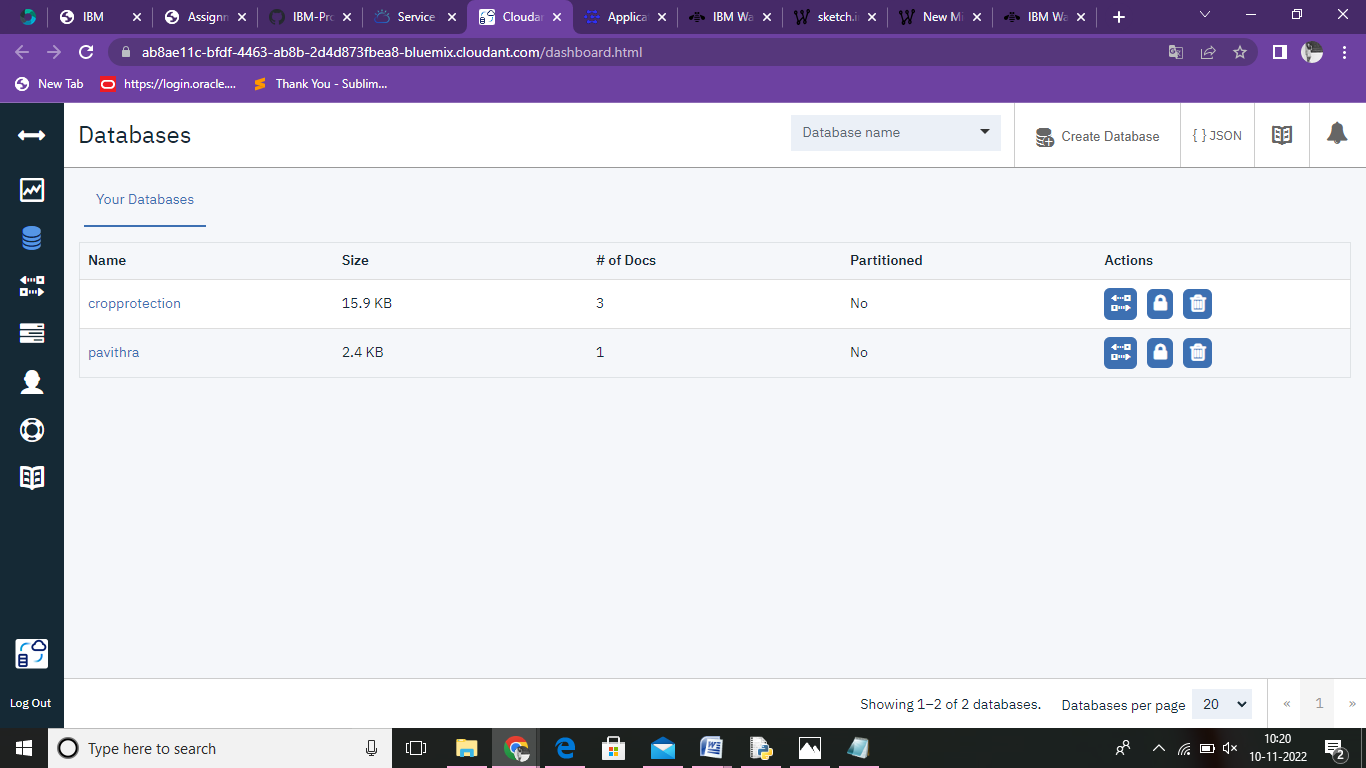 IBM
Assignm
IBM-Pro
Service
Cloudan
Applicat
IBM Wa
sketch.i
New Mi
IBM Wa
ab8ae11c-bfdf-4463-ab8b-2d4d873fbea8-bluemix.cloudant.com/dashboard.html
New Tab
https://login.oracle....
Thank You - Sublim...
Databases
Database name
Create Database
{ } JSON
Your Databases
Name Size # of Docs Partitioned Actions
cropprotection 15.9 KB 3 No
pavithra 2.4 KB 1 No
Showing 1–2 of 2 databases. Databases per page 20 « 1 »
Log Out
Type here to search
10:20
10-11-2022
2